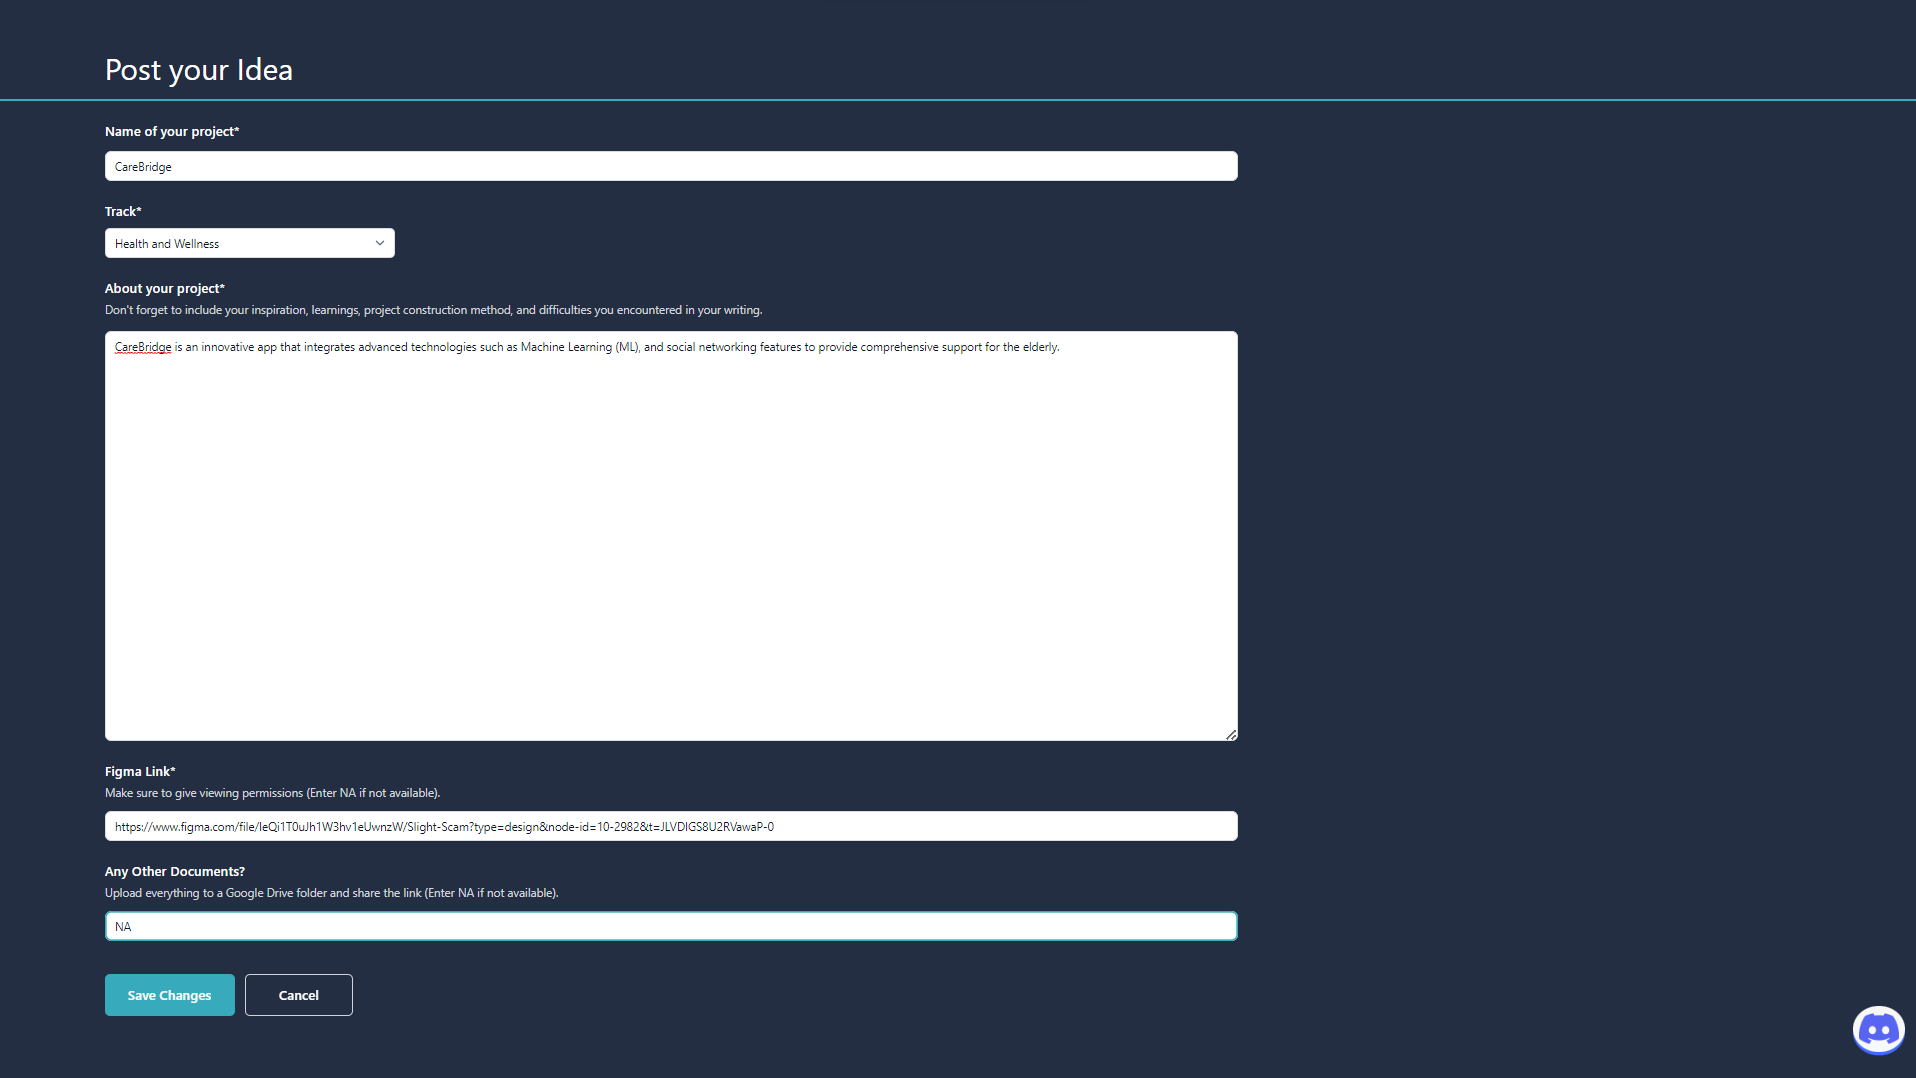 Post your Idea
Name of your project*
CareBridge
Track*
Health and Wellness
About your project*
Don't forget to include your inspiration, learnings, project construction method, and difficulties you encountered in your writing.
CareBridge is an innovative app that integrates advanced technologies such as Machine Learning (ML), and social networking features to provide comprehensive support for the elderly.
Figma Link*
Make sure to give viewing permissions (Enter NA if not available).
https://www.figma.com/file/IeQi1T0uJh1W3hv1eUwnzW/Slight-Scam?type=design&node-id=10-2982&t=JLVDIGS8U2RVawaP-0
Any Other Documents?
Upload everything to a Google Drive folder and share the link (Enter NA if not available).
NA
Save Changes
Cancel